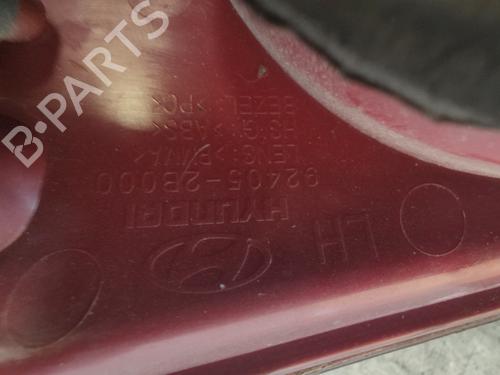 B-PARTS
HYUNDAI
LH
92405-2B000
LENS:>PMMA<
HSG:>ABS<
BEZEL:>PC<